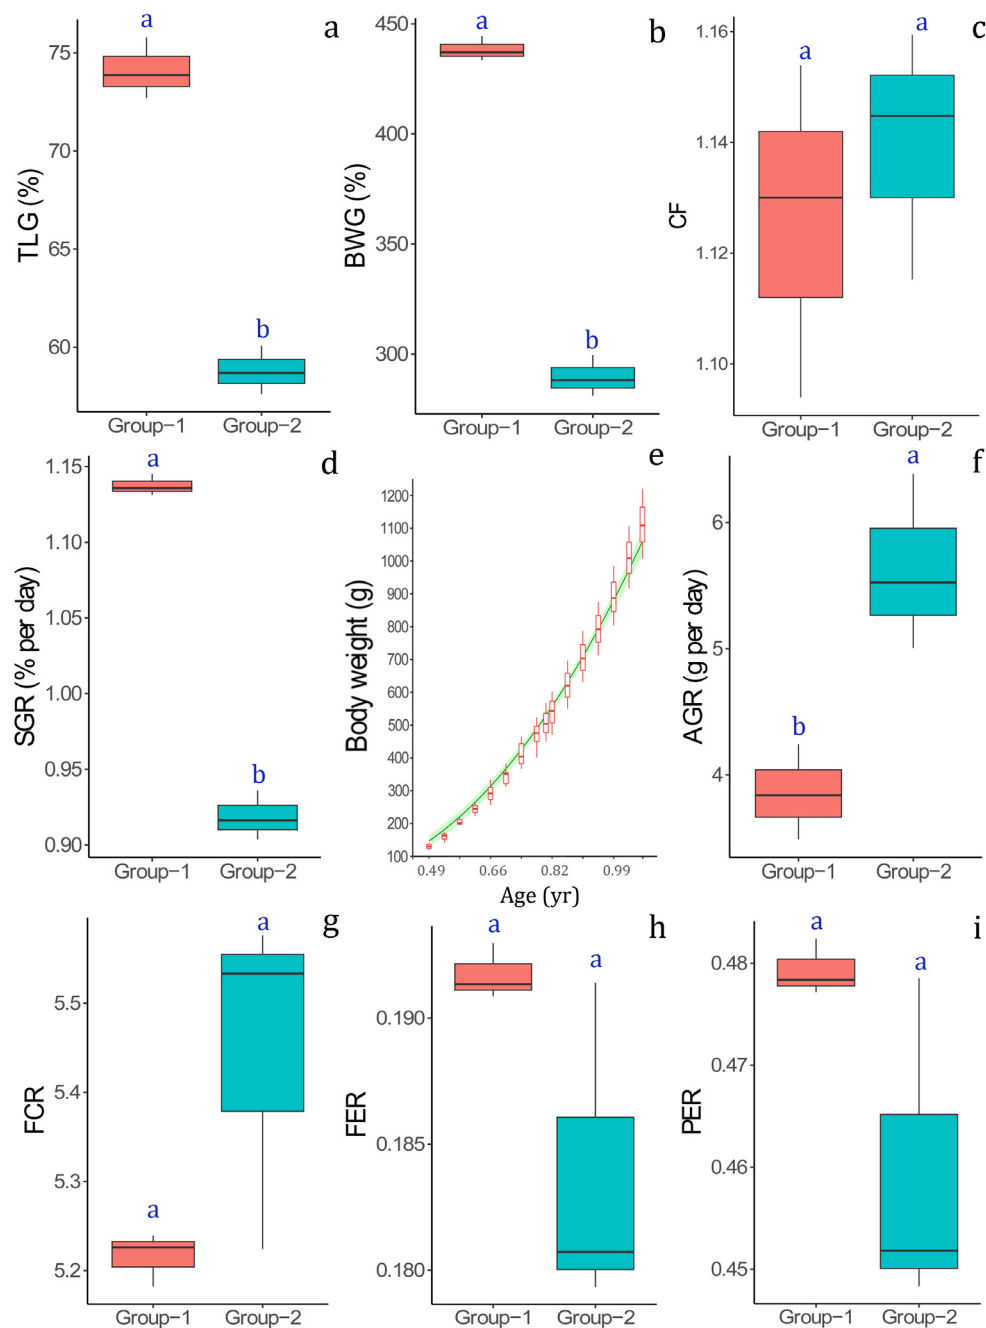 a
TLG (%)
75
70
65
60
a
b
Group-1
Group-2
b
BWG (%)
450
400
350
300
a
b
Group-1
Group-2
c
CF
1.16
1.14
1.12
1.10
a
a
Group-1
Group-2
d
SGR (% per day)
1.15
1.10
1.05
1.00
0.95
0.90
a
b
Group-1
Group-2
e
Body weight (g)
1200
1100
1000
900
800
700
600
500
400
300
200
100
0.49
0.66
0.82
0.99
Age (yr)
f
AGR (g per day)
6
5
4
b
a
Group-1
Group-2
g
FCR
5.5
5.4
5.3
5.2
a
a
Group-1
Group-2
h
FER
0.190
0.185
0.180
a
a
Group-1
Group-2
i
PER
0.48
0.47
0.46
0.45
a
a
Group-1
Group-2